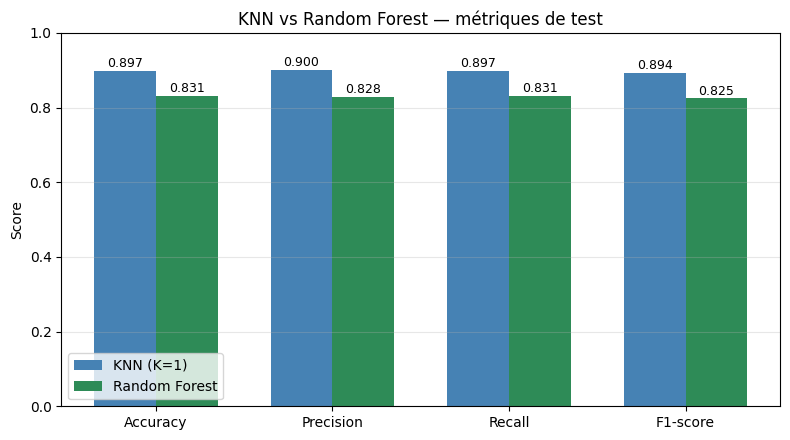 KNN vs Random Forest — métriques de test
Score
1.0
0.8
0.6
0.4
0.2
0.0
0.897
0.831
0.900
0.828
0.897
0.831
0.894
0.825
KNN (K=1)
Random Forest
Accuracy
Precision
Recall
F1-score